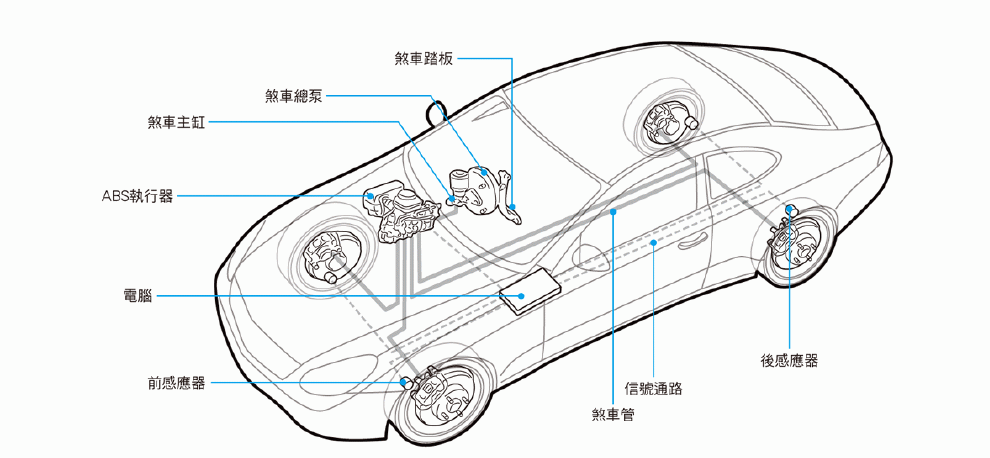 煞車踏板
煞車總泵
煞車主缸
ABS執行器
電腦
前感應器
後感應器
信號通路
煞車管